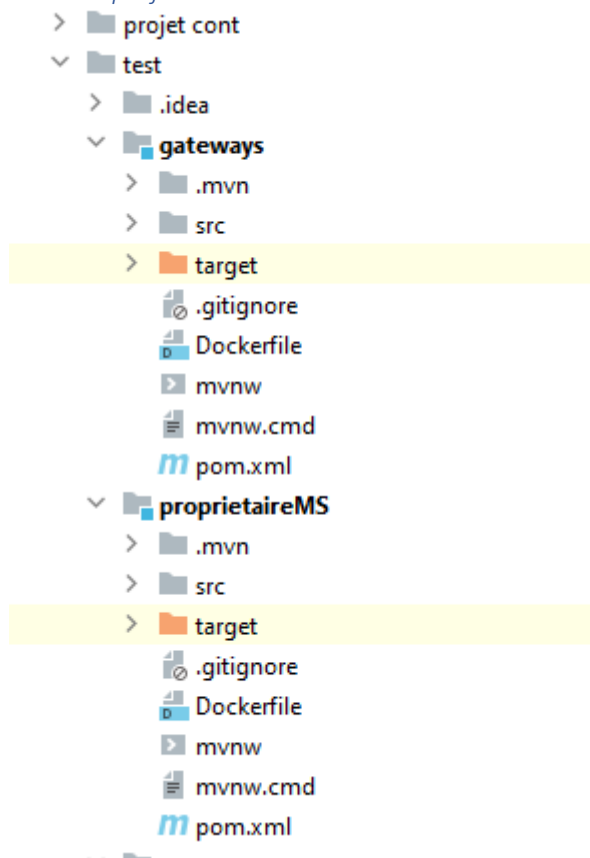 projet cont
test
.idea
gateways
.mvn
src
target
.gitignore
D Dockerfile
mvnw
mvnw.cmd
m pom.xml
proprietaireMS
.mvn
src
target
.gitignore
D Dockerfile
mvnw
mvnw.cmd
m pom.xml